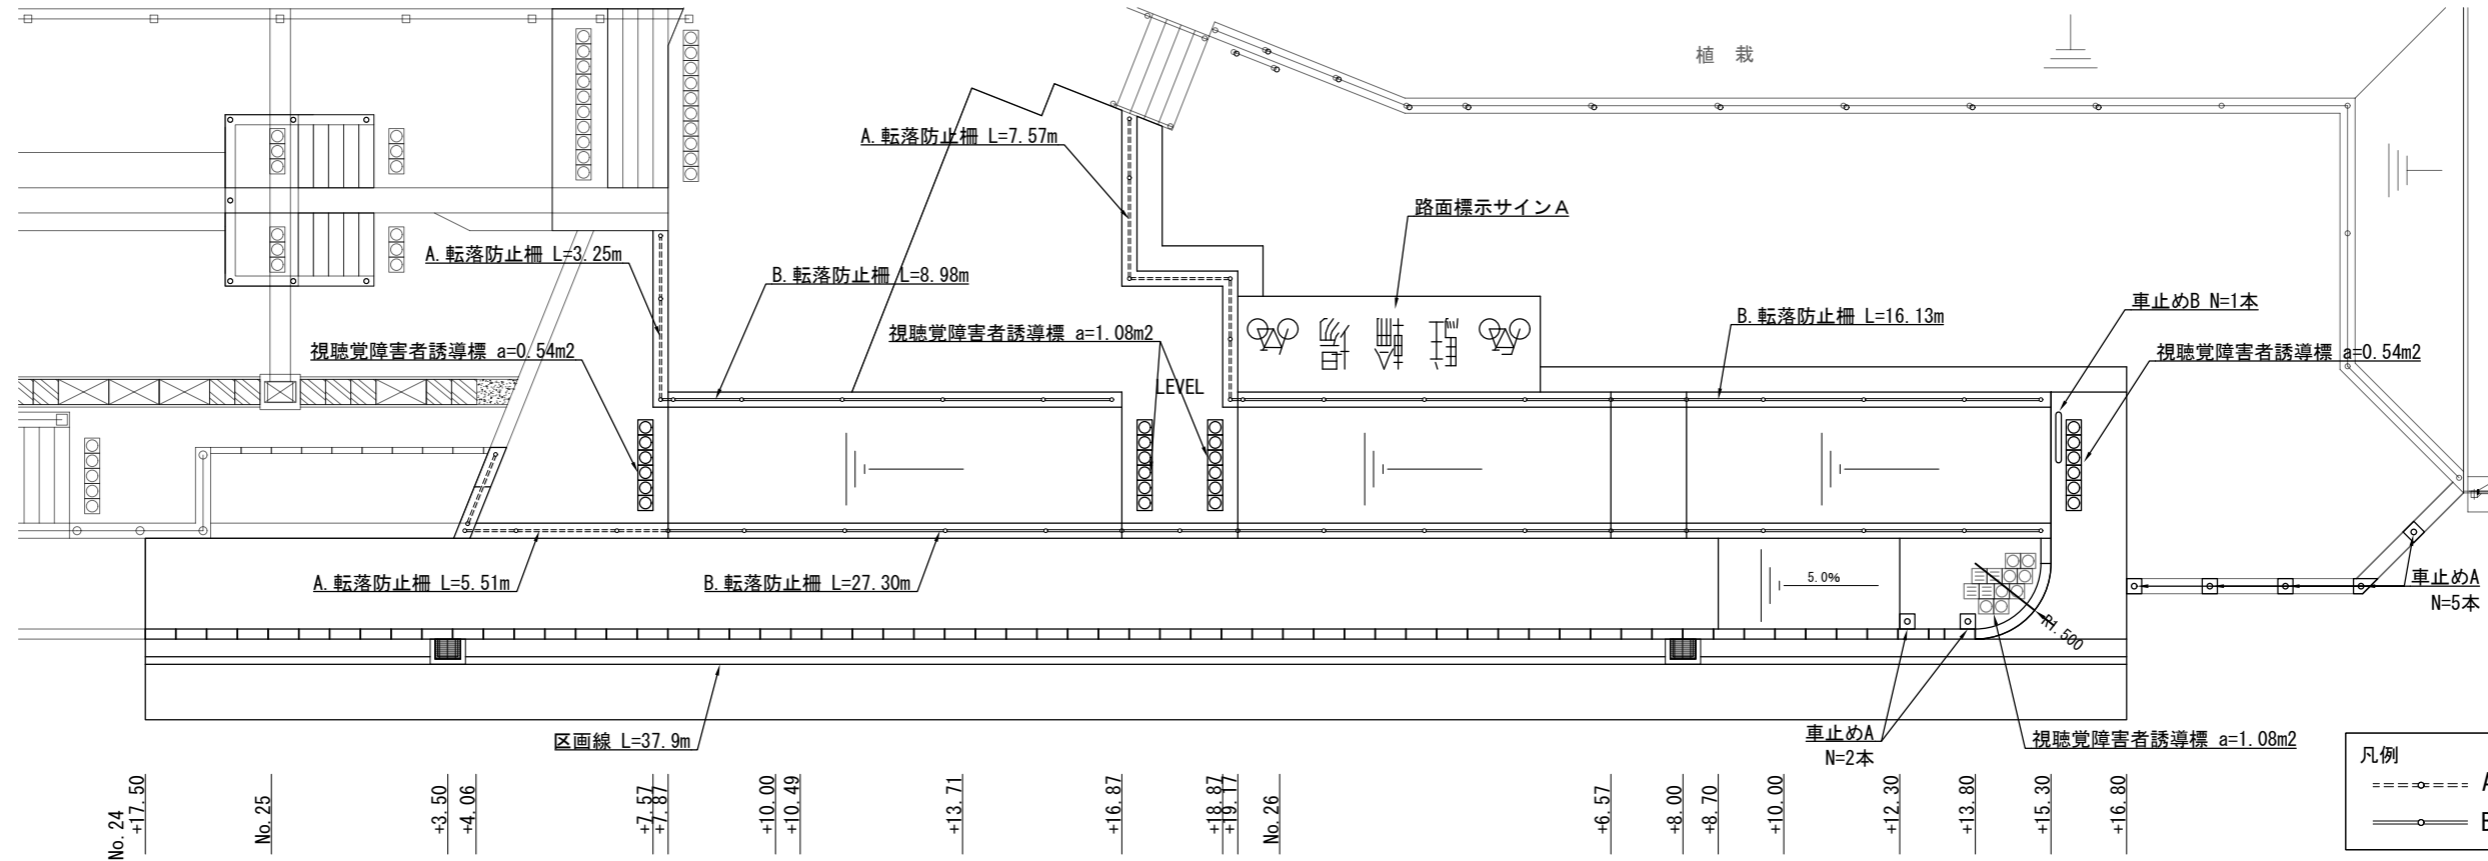 植 栽
A.転落防止柵 L=7.57m
路面標示サインA
A.転落防止柵 L=3.25m
B.転落防止柵 L=8.98m
車止めB N=1本
B.転落防止柵 L=16.13m
視聴覚障害者誘導標 a=1.08m2
視聴覚障害者誘導標 a=0.54m2
視聴覚障害者誘導標 a=0.54m2
LEVEL
A.転落防止柵 L=5.51m
B.転落防止柵 L=27.30m
5.0%
車止めA
N=5本
R1.500
区画線 L=37.9m
車止めA
N=2本
視聴覚障害者誘導標 a=1.08m2
凡例
A
B
No.24
+17.50
No.25
+3.50
+4.06
+7.57
+7.87
+10.00
+10.49
+13.71
+16.87
+18.87
+19.17
No.26
+6.57
+8.00
+8.70
+10.00
+12.30
+13.80
+15.30
+16.80